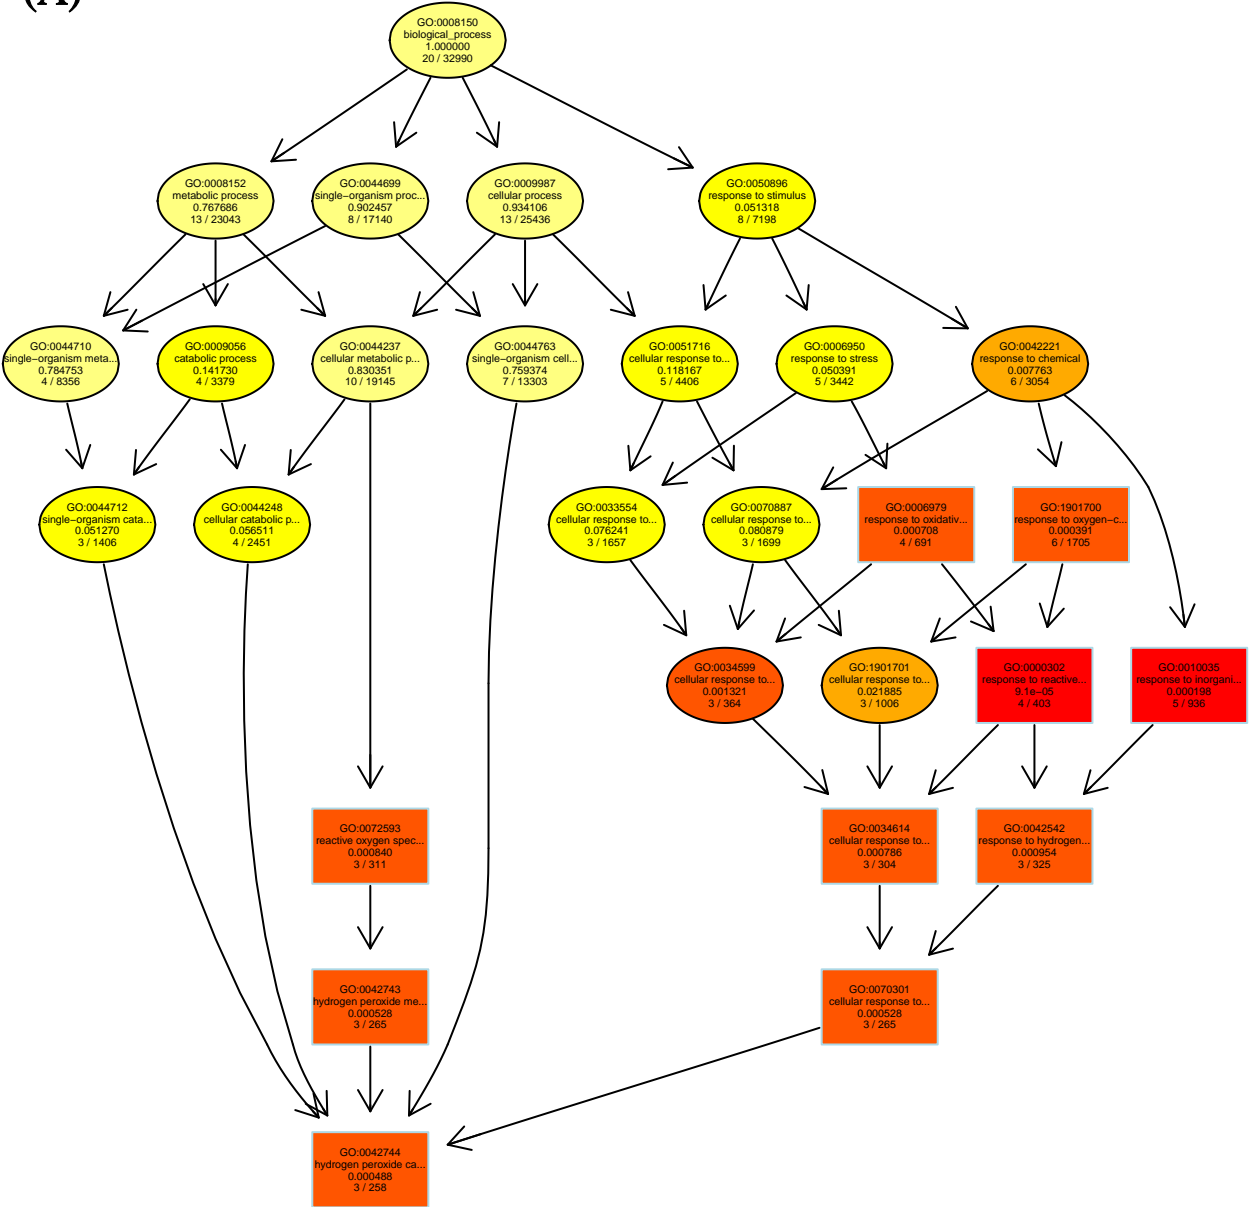 (A)
GO:0008150
biological_process
1.000000
20 / 32990
GO:0008152
metabolic process
0.767686
13 / 23043
GO:0044699
single−organism proc...
0.902457
8 / 17140
GO:0009987
cellular process
0.934106
13 / 25436
GO:0050896
response to stimulus
0.051318
8 / 7198
GO:0044710
single−organism meta...
0.784753
4 / 8356
GO:0009056
catabolic process
0.141730
4 / 3379
GO:0044237
cellular metabolic p...
0.830351
10 / 19145
GO:0044763
single−organism cell...
0.759374
7 / 13303
GO:0051716
cellular response to...
0.118167
5 / 4406
GO:0006950
response to stress
0.050391
5 / 3442
GO:0042221
response to chemical
0.007763
6 / 3054
GO:0044712
single−organism cata...
0.051270
3 / 1406
GO:0044248
cellular catabolic p...
0.056511
4 / 2451
GO:0033554
cellular response to...
0.076241
3 / 1657
GO:0070887
cellular response to...
0.080879
3 / 1699
GO:0006979
response to oxidativ...
0.000708
4 / 691
GO:1901700
response to oxygen−c...
0.000391
6 / 1705
GO:0034599
cellular response to...
0.001321
3 / 364
GO:1901701
cellular response to...
0.021885
3 / 1006
GO:0000302
response to reactive...
9.1e−05
4 / 403
GO:0010035
response to inorgani...
0.000198
5 / 936
GO:0072593
reactive oxygen spec...
0.000840
3 / 311
GO:0034614
cellular response to...
0.000786
3 / 304
GO:0042542
response to hydrogen...
0.000954
3 / 325
GO:0042743
hydrogen peroxide me...
0.000528
3 / 265
GO:0070301
cellular response to...
0.000528
3 / 265
GO:0042744
hydrogen peroxide ca...
0.000488
3 / 258